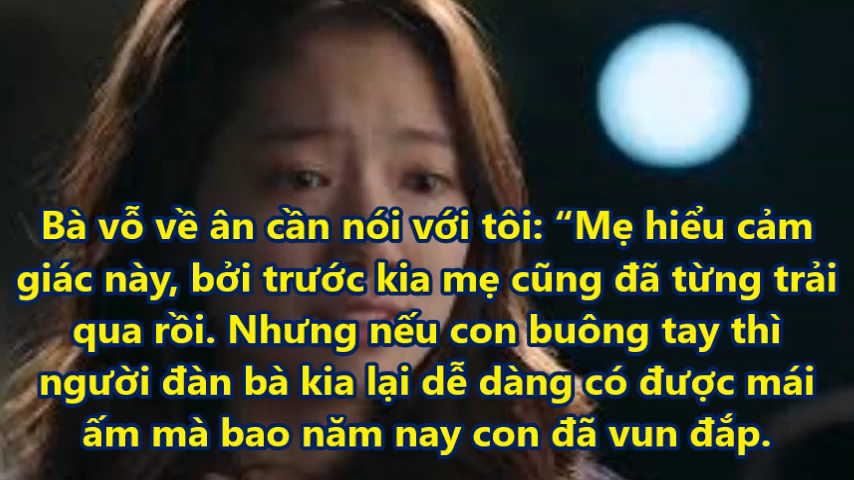 Bà vỗ về ân cần nói với tôi: “Mẹ hiểu cảm
giác này, bởi trước kia mẹ cũng đã từng trải
qua rồi. Nhưng nếu con buông tay thì
người đàn bà kia lại dễ dàng có được mái
ấm mà bao năm nay con đã vun đắp.